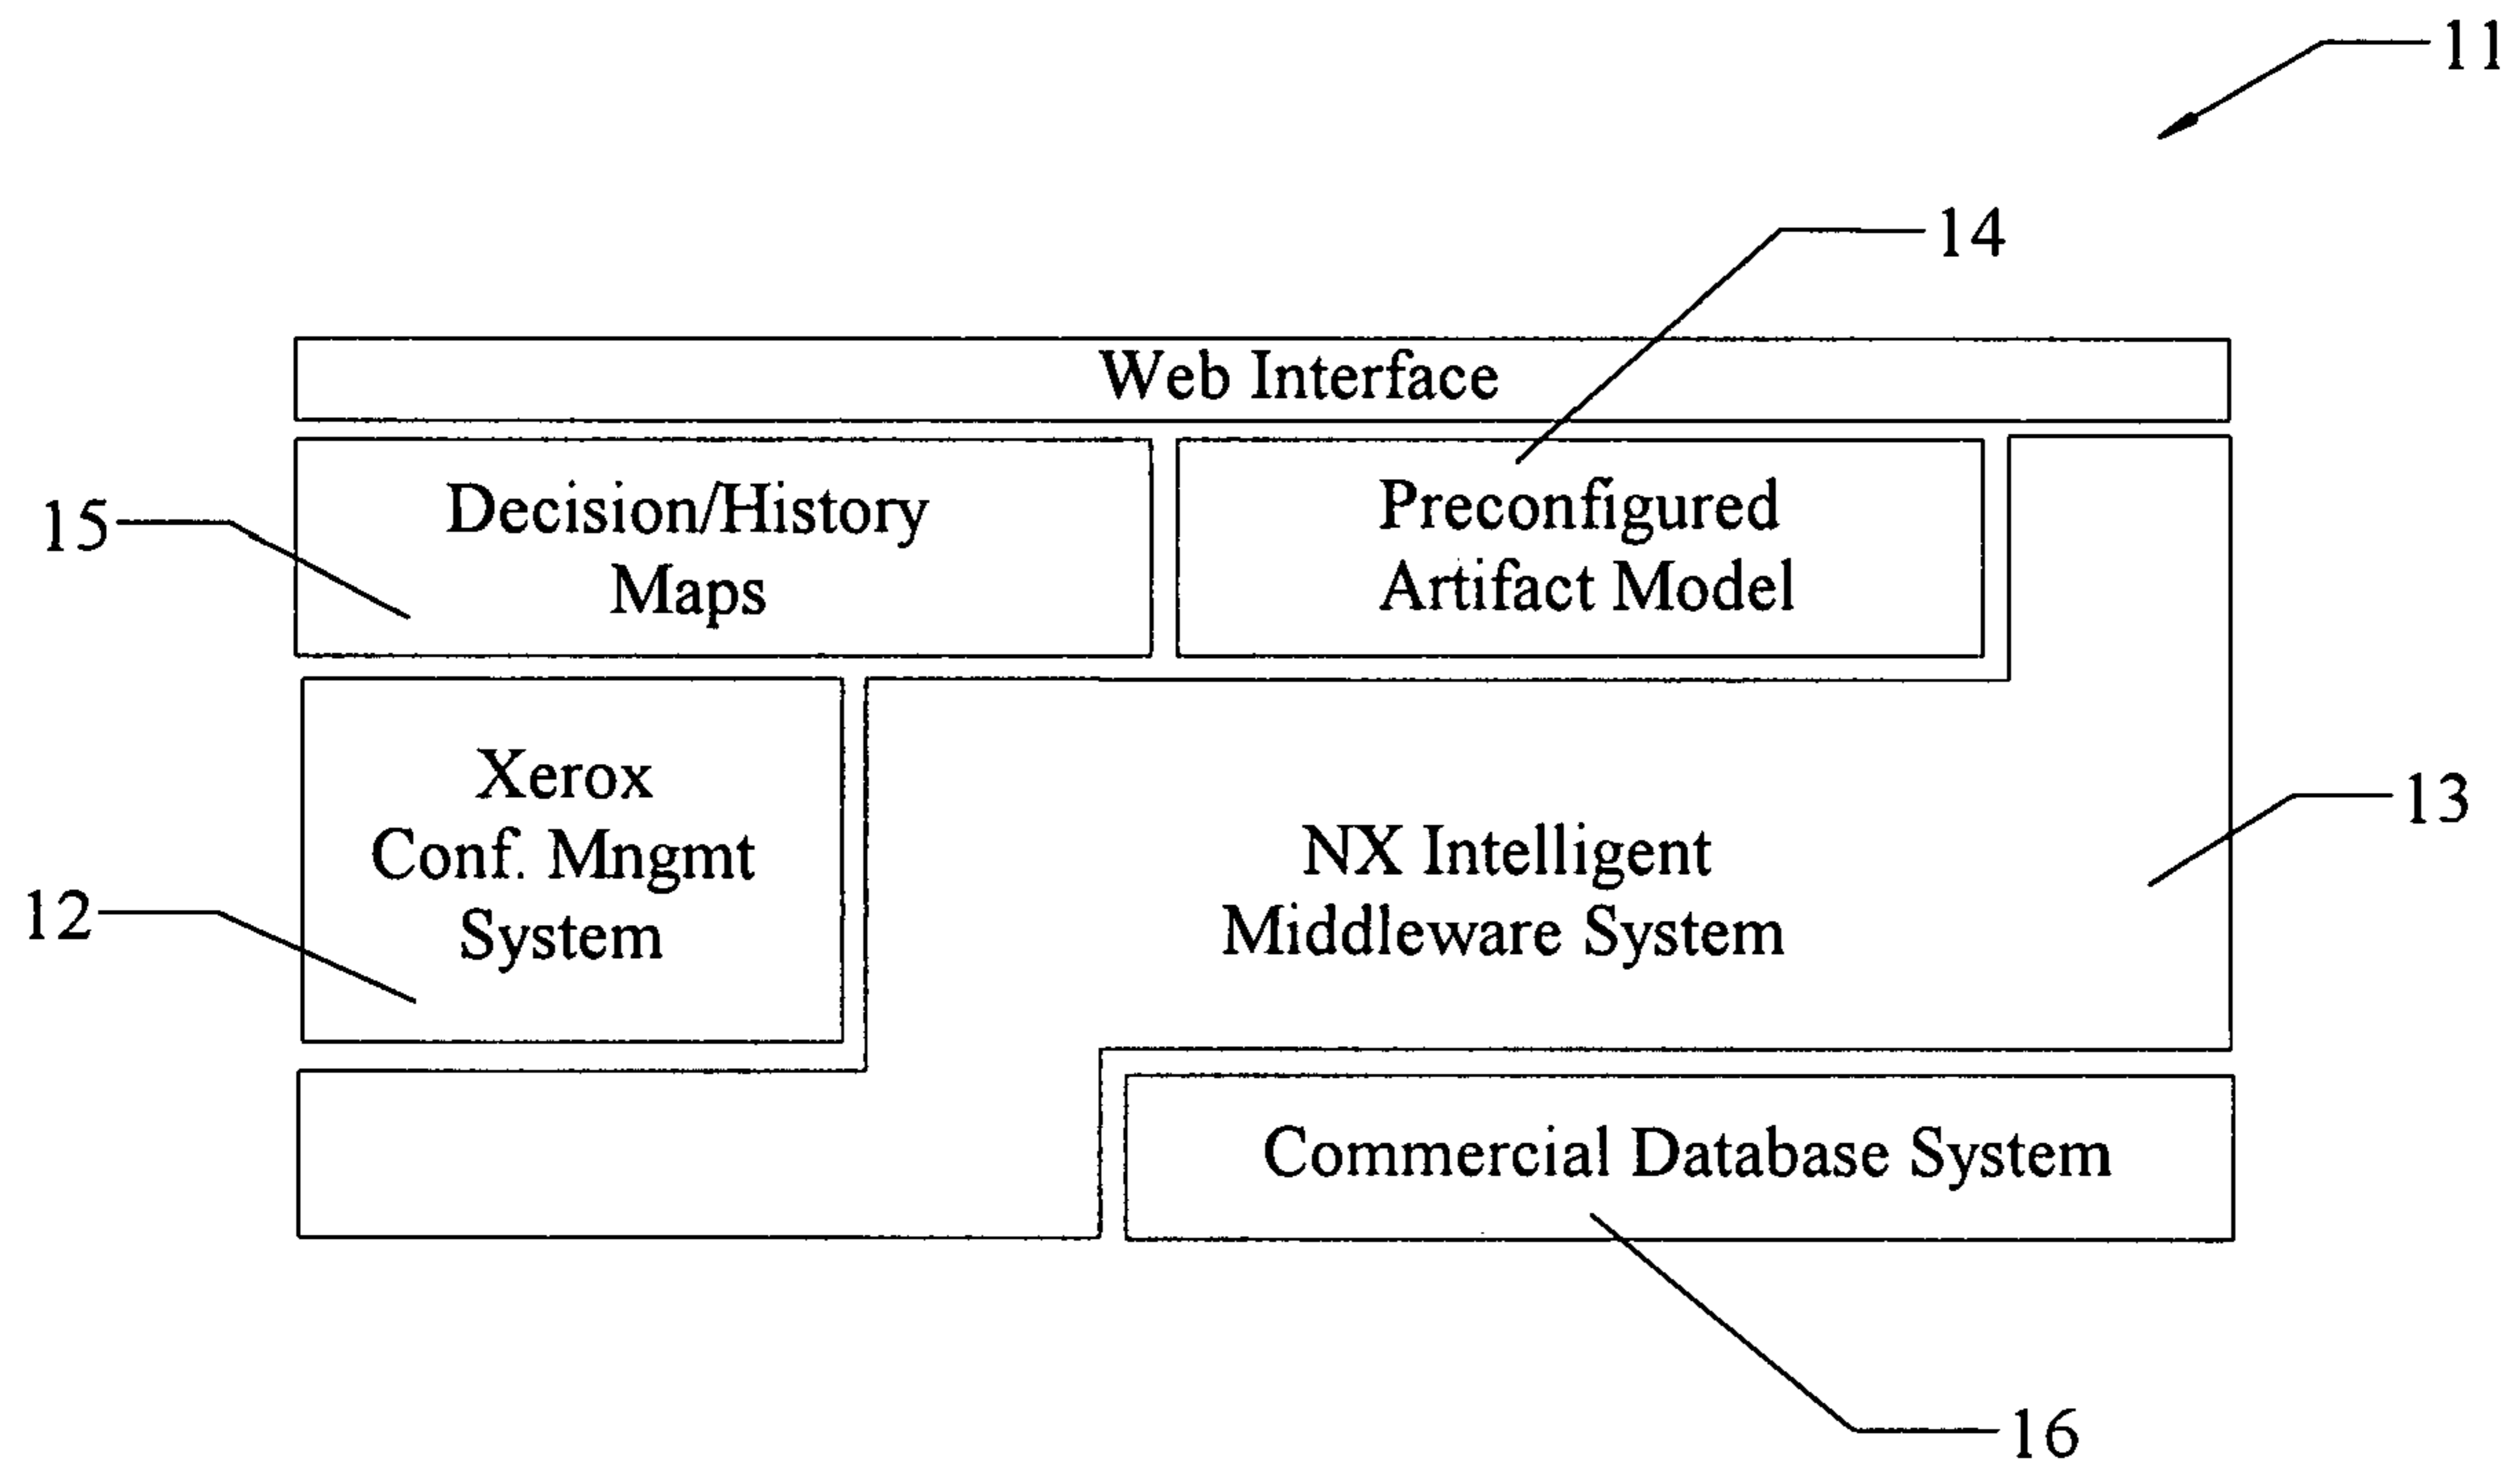 11
14
Web Interface
15
Decision/History
Maps
Preconfigured
Artifact Model
12
Xerox
Conf. Mngmt
System
NX Intelligent
Middleware System
13
Commercial Database System
16